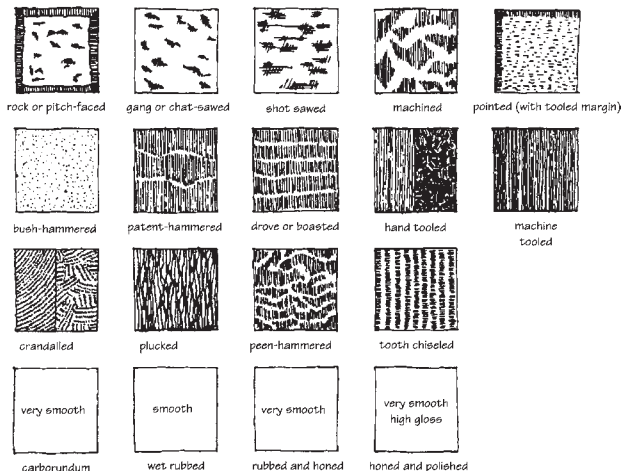 rock or pitch-faced
gang or chat-sawed
shot sawed
machined
pointed (with tooled margin)
bush-hammered
patent-hammered
drove or boasted
hand tooled
machine
tooled
crandalled
plucked
peen-hammered
tooth chiseled
very smooth
smooth
very smooth
very smooth
high gloss
carborundum
wet rubbed
rubbed and honed
honed and polished